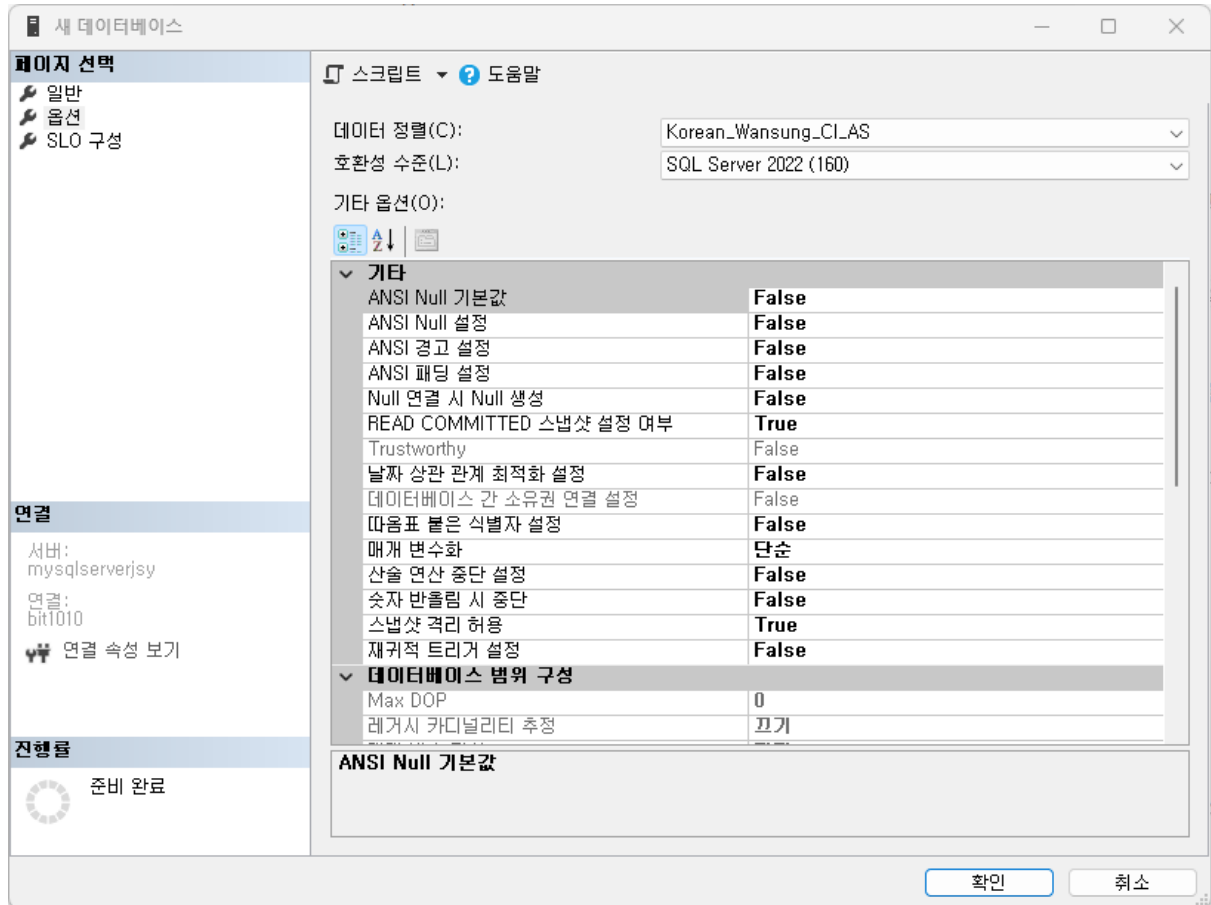 새 데이터베이스
페이지 선택
일반
옵션
SLO 구성
스크립트
도움말
데이터 정렬(C):
Korean_Wansung_CI_AS
호환성 수준(L):
SQL Server 2022 (160)
기타 옵션(O):
기타
ANSI Null 기본값 False
ANSI Null 설정 False
ANSI 경고 설정 False
ANSI 패딩 설정 False
Null 연결 시 Null 생성 False
READ COMMITTED 스냅샷 설정 여부 True
Trustworthy False
날짜 상관 관계 최적화 설정 False
데이터베이스 간 소유권 연결 설정 False
따옴표 붙은 식별자 설정 False
매개 변수화 단순
산술 연산 중단 설정 False
숫자 반올림 시 중단 False
스냅샷 격리 허용 True
재귀적 트리거 설정 False
데이터베이스 범위 구성
Max DOP 0
레거시 카디널리티 추정 끄기
ANSI Null 기본값
연결
서버:
mysqlserverjsy
연결:
bit1010
연결 속성 보기
진행률
준비 완료
확인
취소